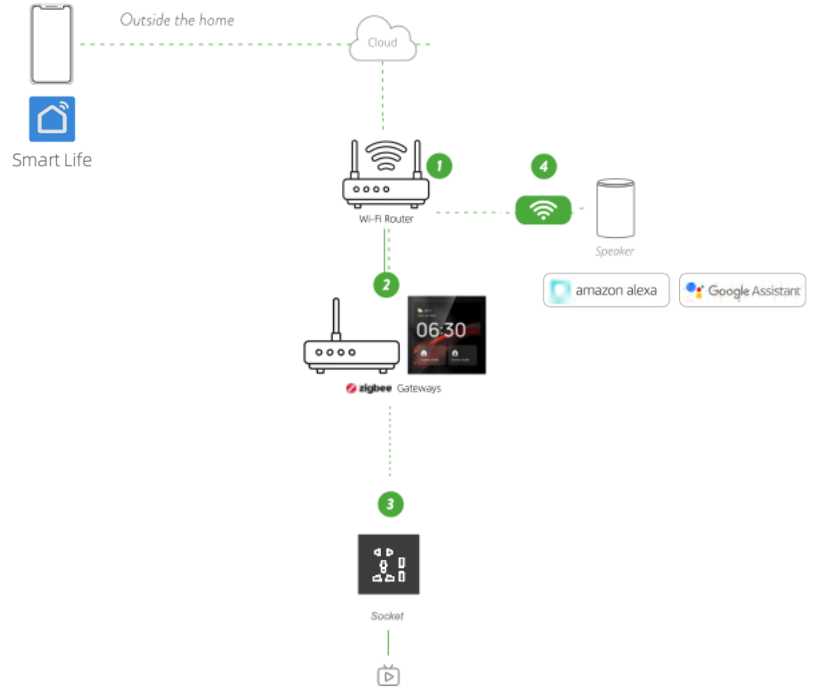 Outside the home
Cloud
Smart Life
1
4
Wi-Fi Router
Speaker
2
amazon alexa
Google Assistant
06:30
zigbee Gateways
3
Socket